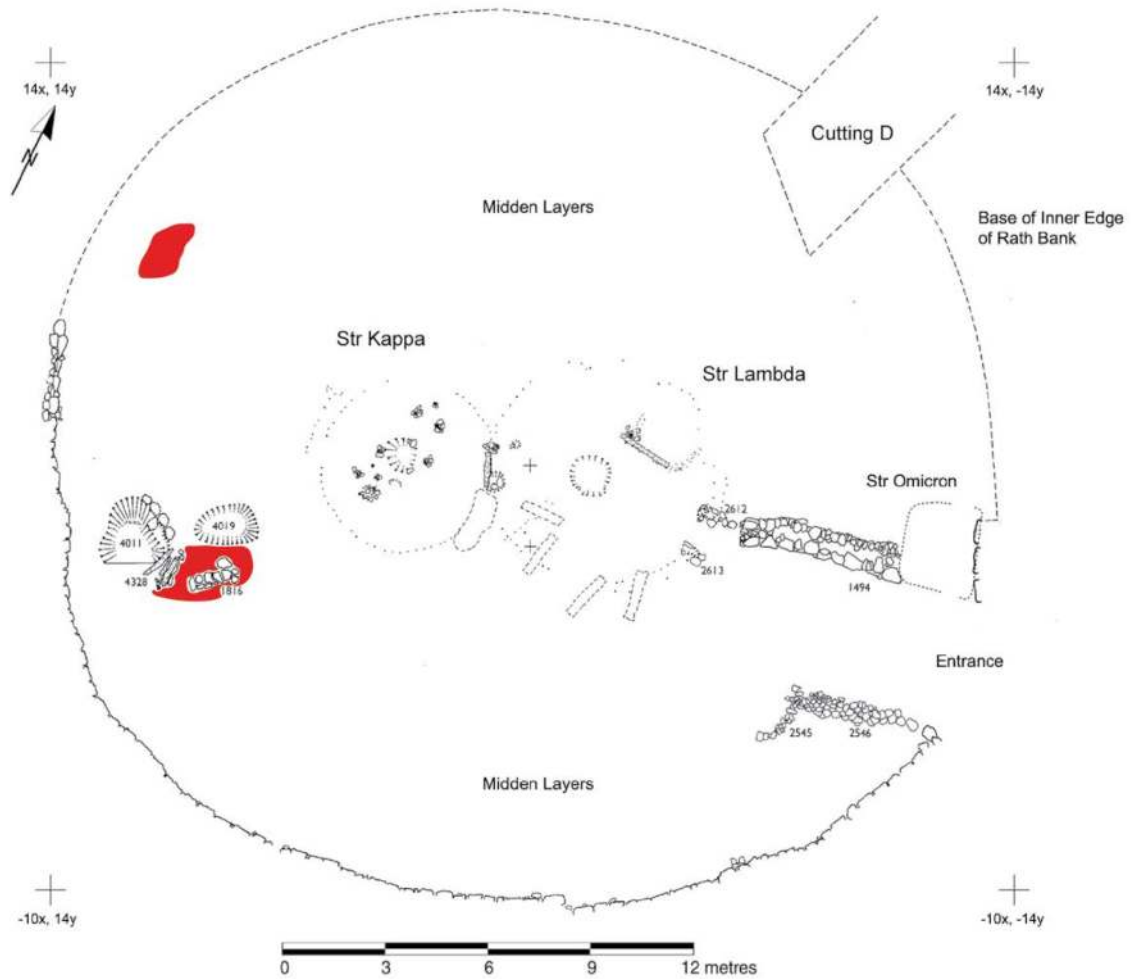 14x, 14y
14x, -14y
N
Cutting D
Midden Layers
Base of Inner Edge
of Rath Bank
Str Kappa
Str Lambda
Str Omicron
2612
4019
4011
2613
4328
1816
1494
Entrance
2545
2546
Midden Layers
-10x, 14y
-10x, -14y
0 3 6 9 12 metres